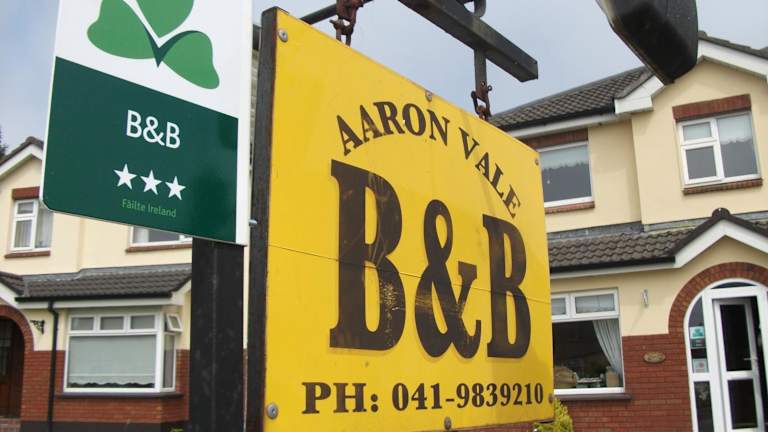 B&B
Fáilte Ireland
AARON VALE
B&B
PH: 041-9839210